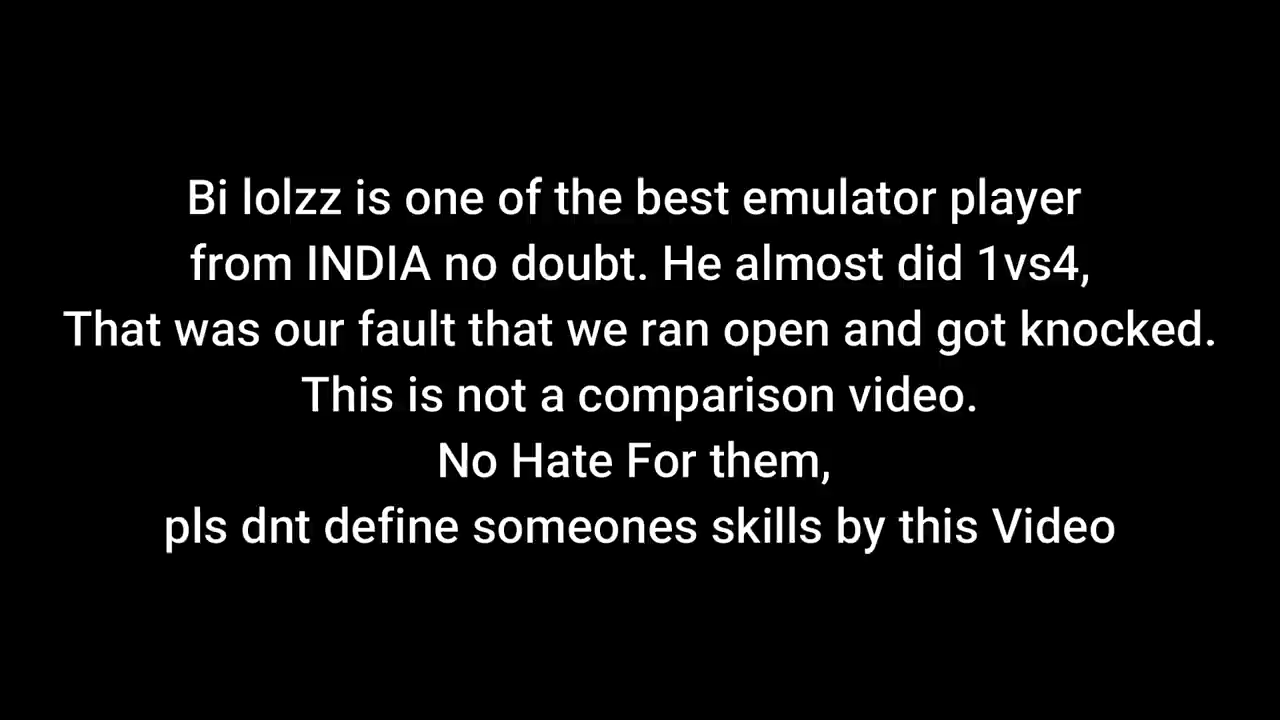 Bi lolzz is one of the best emulator player
from INDIA no doubt. He almost did 1vs4,
That was our fault that we ran open and got knocked.
This is not a comparison video.
No Hate For them,
pls dnt define someones skills by this Video